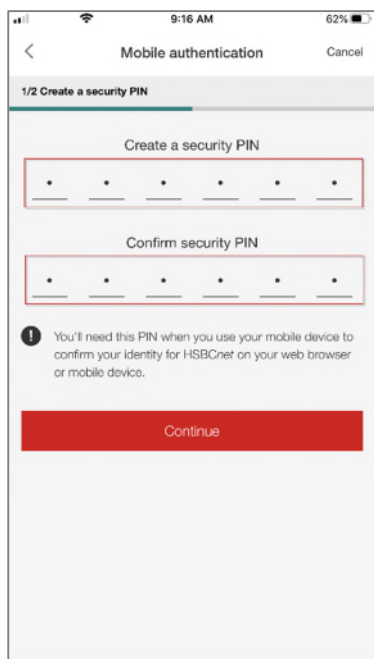 9:16 AM
62%
Mobile authentication
Cancel
1/2 Create a security PIN
Create a security PIN
Confirm security PIN
You'll need this PIN when you use your mobile device to
confirm your identity for HSBCnet on your web browser
or mobile device.
Continue